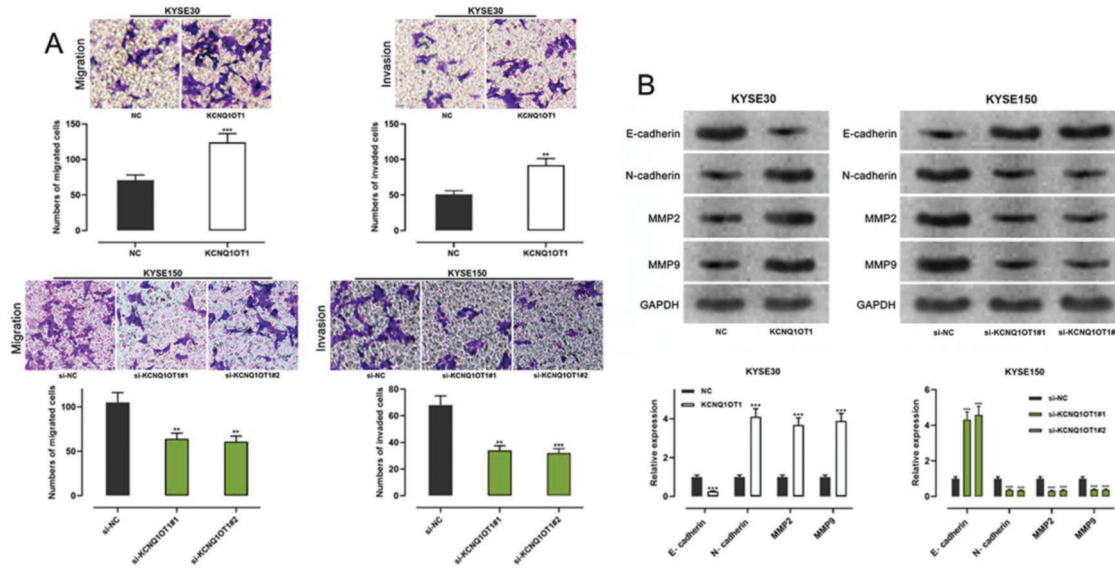 A
KYSE30
Migration
NC
KCNQ1OT1
Numbers of migrated cells
150
100
50
0
***
NC
KCNQ1OT1
KYSE30
Invasion
NC
KCNQ1OT1
Numbers of invaded cells
150
100
50
0
**
NC
KCNQ1OT1
KYSE150
Migration
si-NC
si-KCNQ1OT1#1
si-KCNQ1OT1#2
Numbers of migrated cells
100
50
0
**
**
si-NC
si-KCNQ1OT1#1
si-KCNQ1OT1#2
KYSE150
Invasion
si-NC
si-KCNQ1OT1#1
si-KCNQ1OT1#2
Numbers of invaded cells
80
60
40
20
0
**
***
si-NC
si-KCNQ1OT1#1
si-KCNQ1OT1#2
B
KYSE30
E-cadherin
N-cadherin
MMP2
MMP9
GAPDH
NC
KCNQ1OT1
KYSE150
E-cadherin
N-cadherin
MMP2
MMP9
GAPDH
si-NC
si-KCNQ1OT1#1
si-KCNQ1OT1#
KYSE30
NC
KCNQ1OT1
Relative expression
6
4
2
0
***
***
***
***
E- cadherin
N- cadherin
MMP2
MMP9
KYSE150
si-NC
si-KCNQ1OT1#1
si-KCNQ1OT1#2
Relative expression
6
4
2
0
***
***
***
***
***
***
***
***
E- cadherin
N- cadherin
MMP2
MMP9